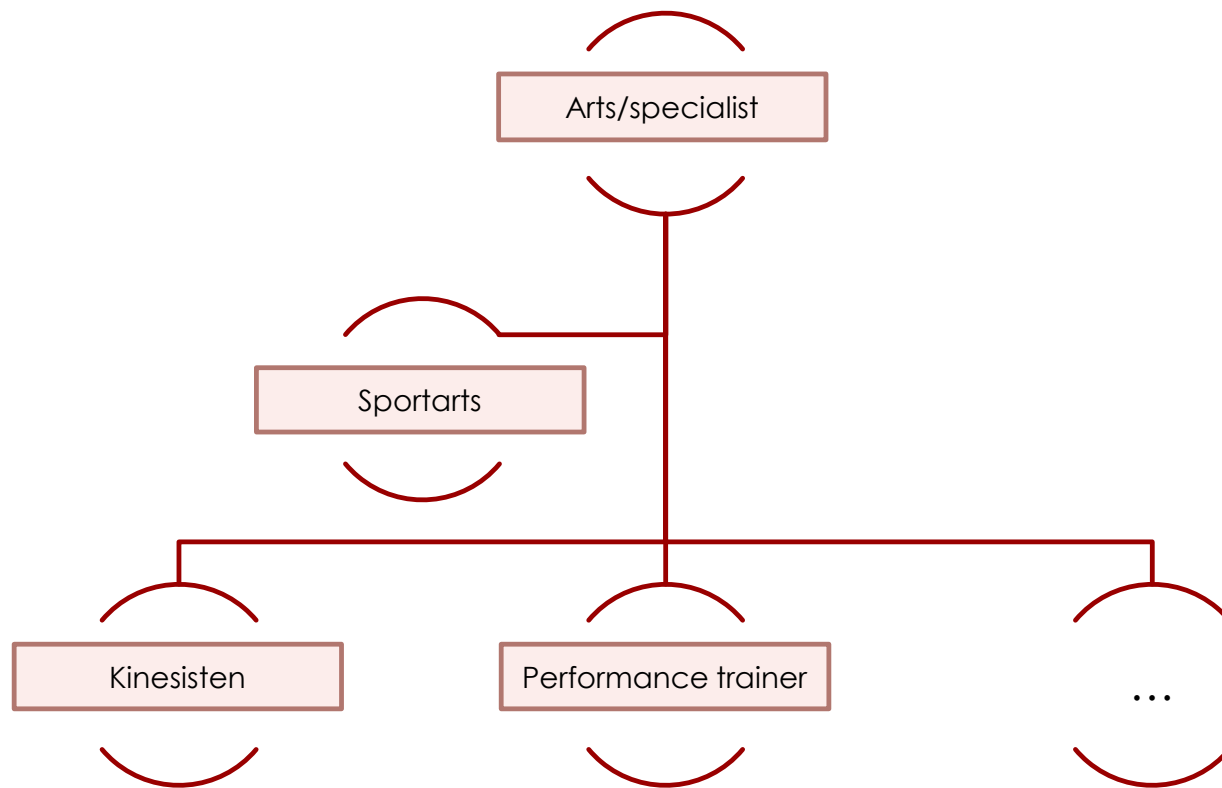 Arts/specialist
Sportarts
Kinesisten
Performance trainer
…